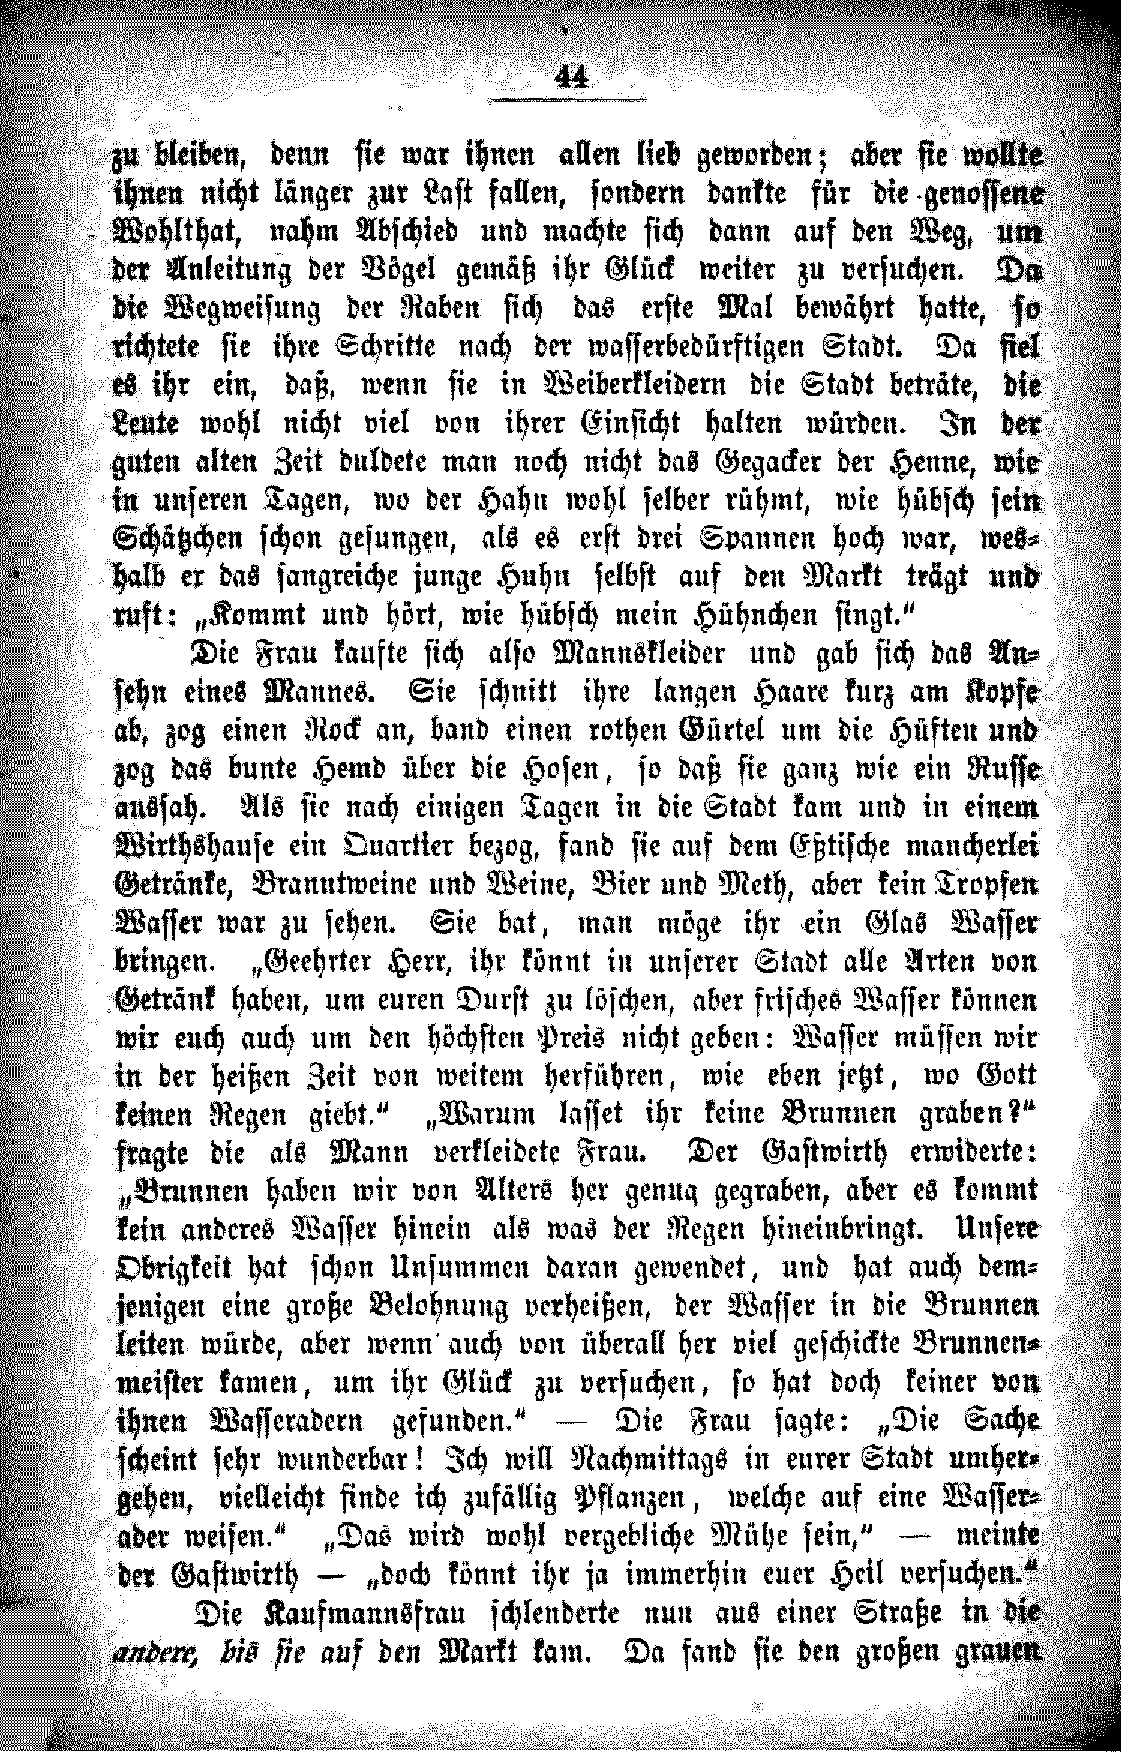 44
zu bleiben, denn sie war ihnen allen lieb geworden; aber sie wollte
ihnen nicht länger zur Last fallen, sondern dankte für die genossene
Wohlthat, nahm Abschied und machte sich dann auf den Weg, um
der Anleitung der Vögel gemäß ihr Glück weiter zu versuchen. Da
die Wegweisung der Raben sich das erste Mal bewährt hatte, so
richtete sie ihre Schritte nach der wasserbedürftigen Stadt. Da fiel
es ihr ein, daß, wenn sie in Weiberkleidern die Stadt beträte, die
Leute wohl nicht viel von ihrer Einsicht halten würden. In der
guten alten Zeit duldete man noch nicht das Gegacker der Henne, wie
in unseren Tagen, wo der Hahn wohl selber rühmt, wie hübsch sein
Schätzchen schon gesungen, als es erst drei Spannen hoch war, wes-
halb er das sangreiche junge Huhn selbst auf den Markt trägt und
ruft: „Kommt und hört, wie hübsch mein Hühnchen singt.“
Die Frau kaufte sich also Mannskleider und gab sich das An-
sehn eines Mannes. Sie schnitt ihre langen Haare kurz am Kopfe
ab, zog einen Rock an, band einen rothen Gürtel um die Hüften und
zog das bunte Hemd über die Hosen, so daß sie ganz wie ein Russe
aussah. Als sie nach einigen Tagen in die Stadt kam und in einem
Wirthshause ein Quartier bezog, fand sie auf dem Eßtische mancherlei
Getränke, Branntweine und Weine, Bier und Meth, aber kein Tropfen
Wasser war zu sehen. Sie bat, man möge ihr ein Glas Wasser
bringen. „Geehrter Herr, ihr könnt in unserer Stadt alle Arten von
Getränk haben, um euren Durst zu löschen, aber frisches Wasser können
wir euch auch um den höchsten Preis nicht geben: Wasser müssen wir
in der heißen Zeit von weitem herführen, wie eben jetzt, wo Gott
keinen Regen giebt.“ „Warum lasset ihr keine Brunnen graben?“
fragte die als Mann verkleidete Frau. Der Gastwirth erwiderte:
„Brunnen haben wir von Alters her genug gegraben, aber es kommt
kein anderes Wasser hinein als was der Regen hineinbringt. Unsere
Obrigkeit hat schon Unsummen daran gewendet, und hat auch dem-
jenigen eine große Belohnung verheißen, der Wasser in die Brunnen
leiten würde, aber wenn auch von überall her viel geschickte Brunnen-
meister kamen, um ihr Glück zu versuchen, so hat doch keiner von
ihnen Wasseradern gefunden.“ — Die Frau sagte: „Die Sache
scheint sehr wunderbar! Ich will Nachmittags in eurer Stadt umher-
gehen, vielleicht finde ich zufällig Pflanzen, welche auf eine Wasser-
ader weisen.“ „Das wird wohl vergebliche Mühe sein,“ — meinte
der Gastwirth — „doch könnt ihr ja immerhin euer Heil versuchen.“
Die Kaufmannsfrau schlenderte nun aus einer Straße in die
andere, bis sie auf den Markt kam. Da fand sie den großen grauen